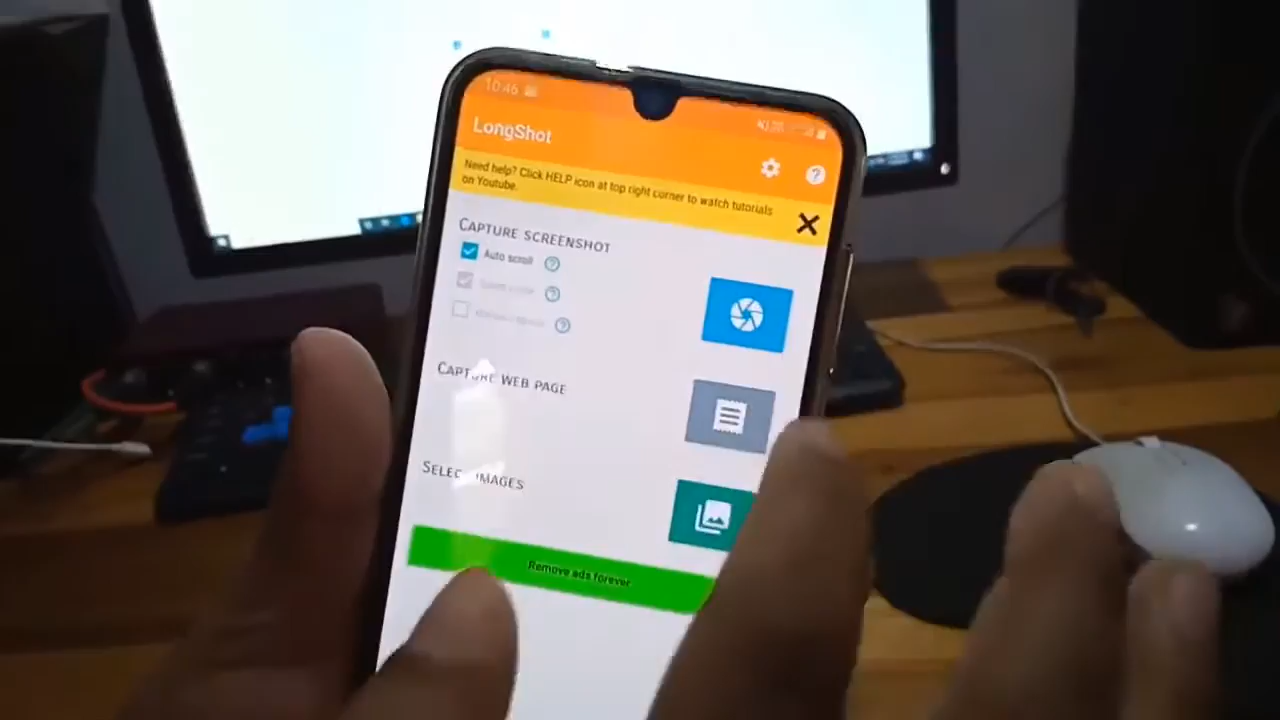 10:46
LongShot
Need help? Click HELP icon at top right corner to watch tutorials
on Youtube.
CAPTURE SCREENSHOT
Auto scroll
CAPTURE WEB PAGE
SELECT IMAGES
Remove ads forever